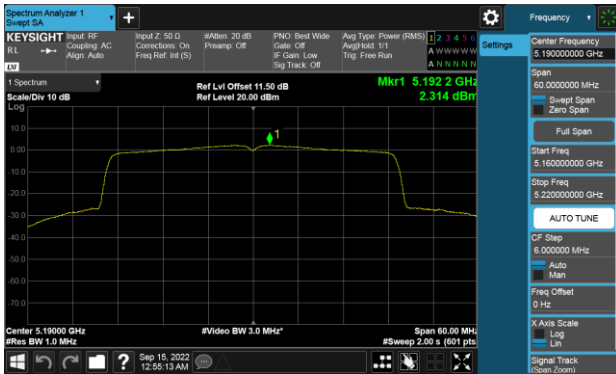 Spectrum Analyzer 1
Swept SA
+
Frequency
KEYSIGHT
RL
LXI
Input: RF
Coupling: AC
Align: Auto
Input Z: 50 Ω
Corrections: On
Freq Ref: Int (S)
#Atten: 20 dB
Preamp: Off
PNO: Best Wide
Gate: Off
IF Gain: Low
Sig Track: Off
Avg Type: Power (RMS)
Avg|Hold: 1/1
Trig: Free Run
1 2 3 4 5 6
A W W W W W
A N N N N N
1 Spectrum
Scale/Div 10 dB
Ref Lvl Offset 11.50 dB
Ref Level 20.00 dBm
Mkr1 5.192 2 GHz
2.314 dBm
Log
10.0
0.00
-10.0
-20.0
-30.0
-40.0
-50.0
-60.0
-70.0
1
Center 5.19000 GHz
#Res BW 1.0 MHz
#Video BW 3.0 MHz*
Span 60.00 MHz
#Sweep 2.00 s (601 pts
Sep 15, 2022
12:55:13 AM
?
Settings
Center Frequency
5.190000000 GHz
Span
60.0000000 MHz
Swept Span
Zero Span
Full Span
Start Freq
5.160000000 GHz
Stop Freq
5.220000000 GHz
AUTO TUNE
CF Step
6.000000 MHz
Auto
Man
Freq Offset
0 Hz
X Axis Scale
Log
Lin
Signal Track
(Span Zoom)